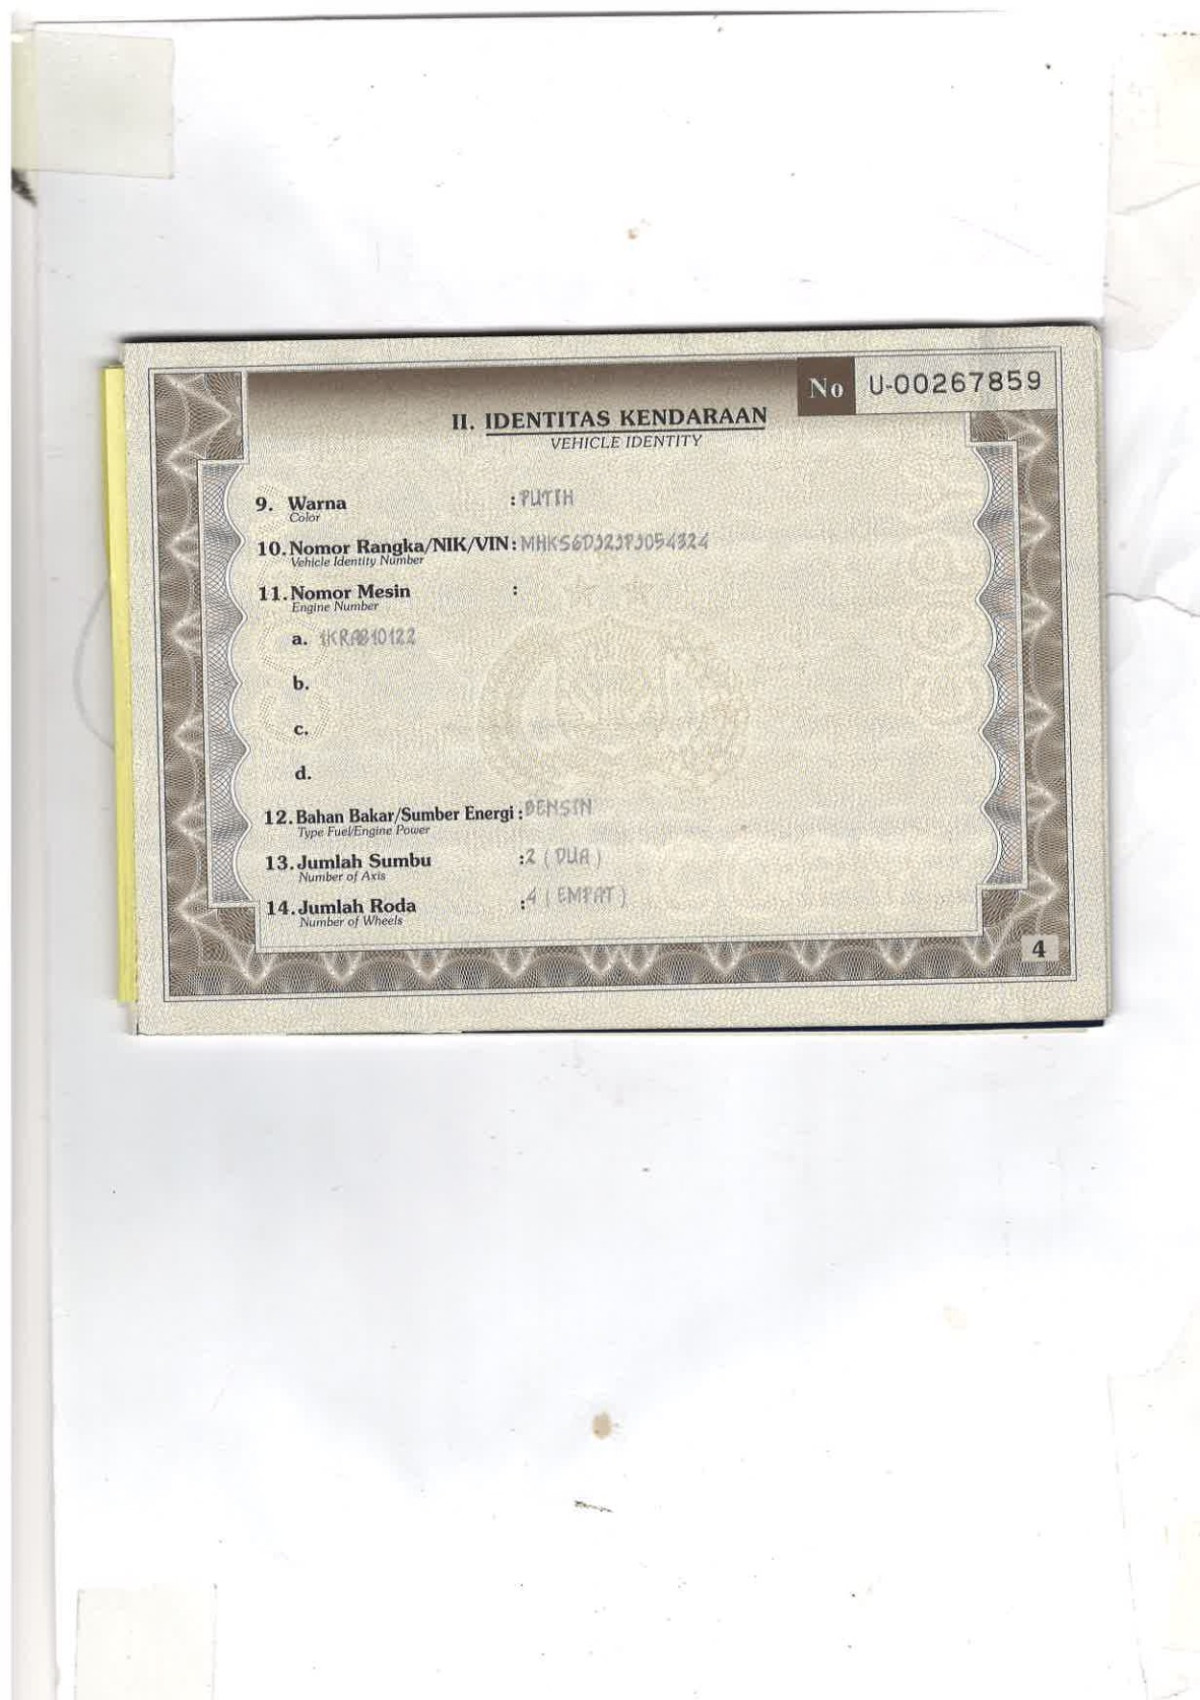 No U-00267859
II. IDENTITAS KENDARAAN
VEHICLE IDENTITY
9. Warna : PUTIH
Color
10. Nomor Rangka/NIK/VIN : MHKS6DJ2JPJ054324
Vehicle Identity Number
11. Nomor Mesin :
Engine Number
a. 1KRA810122
b.
c.
d.
12. Bahan Bakar/Sumber Energi : BENSIN
Type Fuel/Engine Power
13. Jumlah Sumbu : 2 ( DUA )
Number of Axis
14. Jumlah Roda : 4 ( EMPAT )
Number of Wheels
4